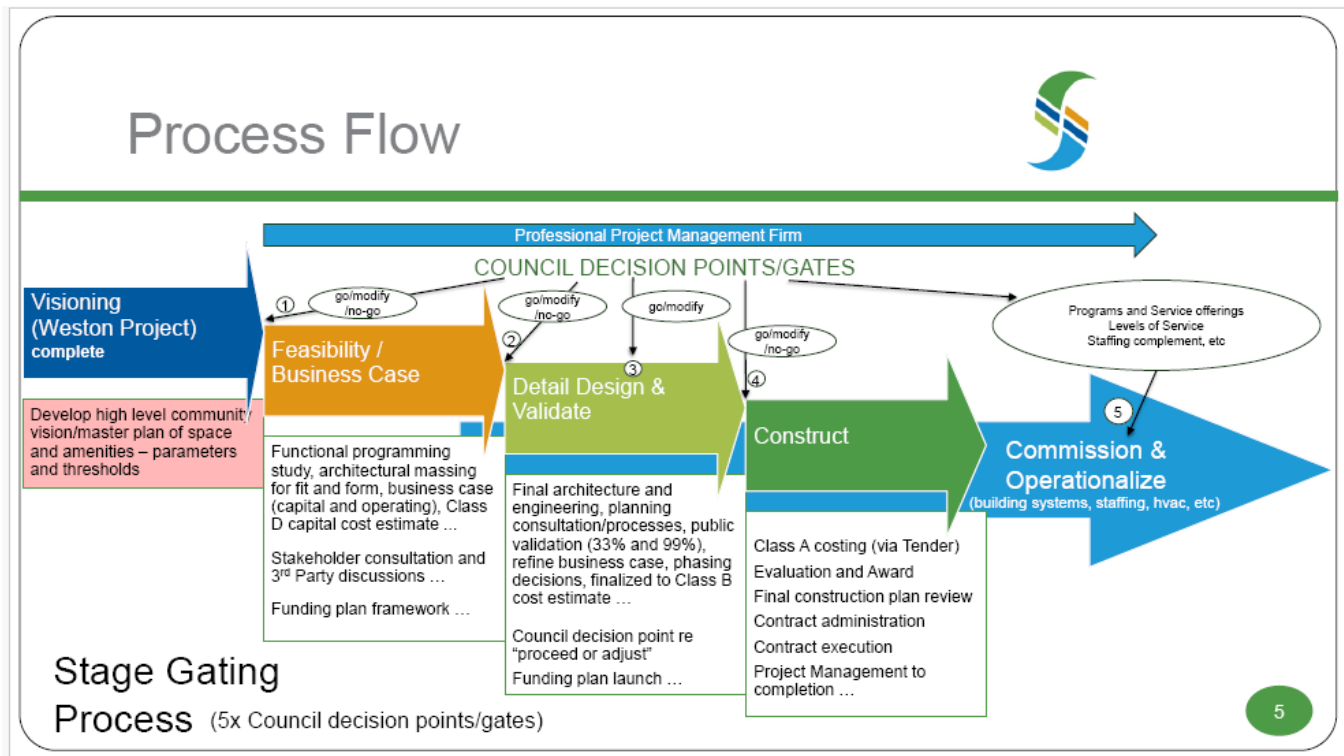 Process Flow
Professional Project Management Firm
COUNCIL DECISION POINTS/GATES
Visioning
(Weston Project)
complete
1
go/modify
/no-go
go/modify
/no-go
go/modify
go/modify
/no-go
Programs and Service offerings
Levels of Service
Staffing complement, etc
2
3
4
5
Feasibility /
Business Case
Detail Design &
Validate
Construct
Commission &
Operationalize
(building systems, staffing, hvac, etc)
Develop high level community
vision/master plan of space
and amenities – parameters
and thresholds
Functional programming
study, architectural massing
for fit and form, business case
(capital and operating), Class
D capital cost estimate …
Stakeholder consultation and
3rd Party discussions …
Funding plan framework …
Final architecture and
engineering, planning
consultation/processes, public
validation (33% and 99%),
refine business case, phasing
decisions, finalized to Class B
cost estimate …
Council decision point re
“proceed or adjust”
Funding plan launch …
Class A costing (via Tender)
Evaluation and Award
Final construction plan review
Contract administration
Contract execution
Project Management to
completion …
Stage Gating
Process (5x Council decision points/gates)
5